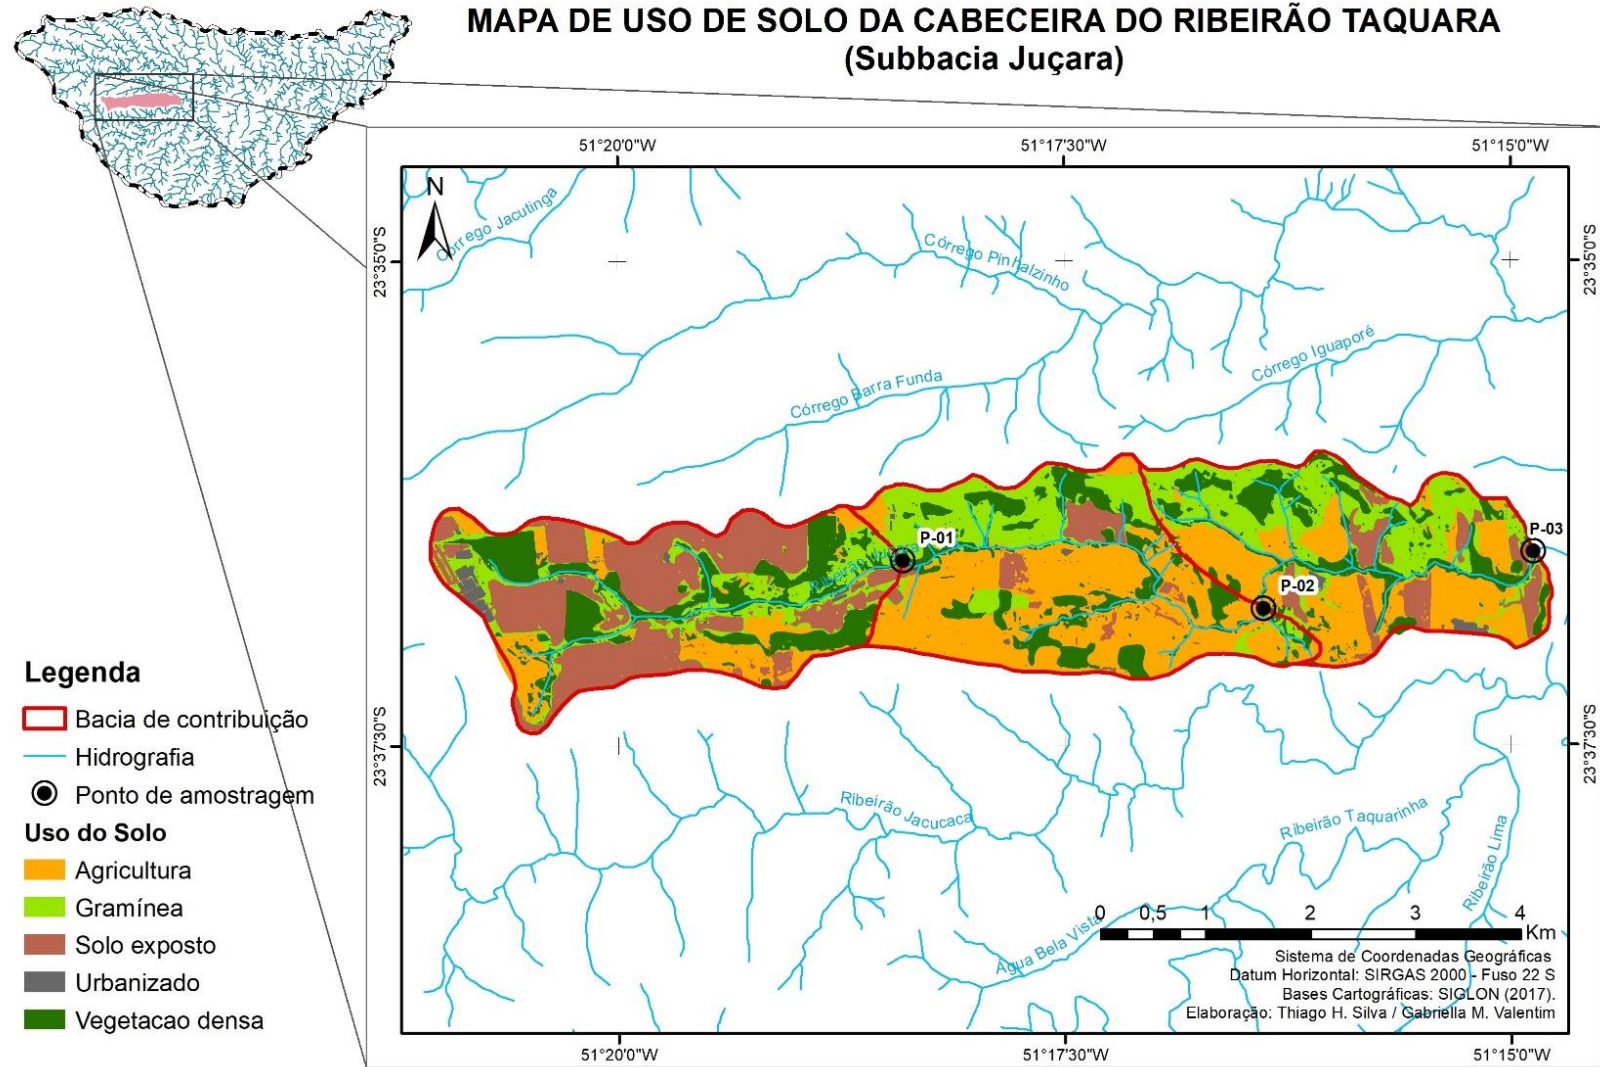 MAPA DE USO DE SOLO DA CABECEIRA DO RIBEIRÃO TAQUARA
(Subbacia Juçara)
51°20'0"W
51°17'30"W
51°15'0"W
N
Córrego Jacutinga
Córrego Pinhalzinho
23°35'0"S
23°35'0"S
Córrego Iguaporé
Córrego Barra Funda
P-01
P-03
P-02
Legenda
Bacia de contribuição
Hidrografia
Ponto de amostragem
Uso do Solo
Agricultura
Gramínea
Solo exposto
Urbanizado
Vegetacao densa
23°37'30"S
23°37'30"S
Ribeirão Jacucaca
Ribeirão Taquarinha
Ribeirão Lima
Água Bela Vista
0 0,5 1 2 3 4
Km
Sistema de Coordenadas Geográficas
Datum Horizontal: SIRGAS 2000 - Fuso 22 S
Bases Cartográficas: SIGLON (2017).
Elaboração: Thiago H. Silva / Gabriella M. Valentim
51°20'0"W
51°17'30"W
51°15'0"W